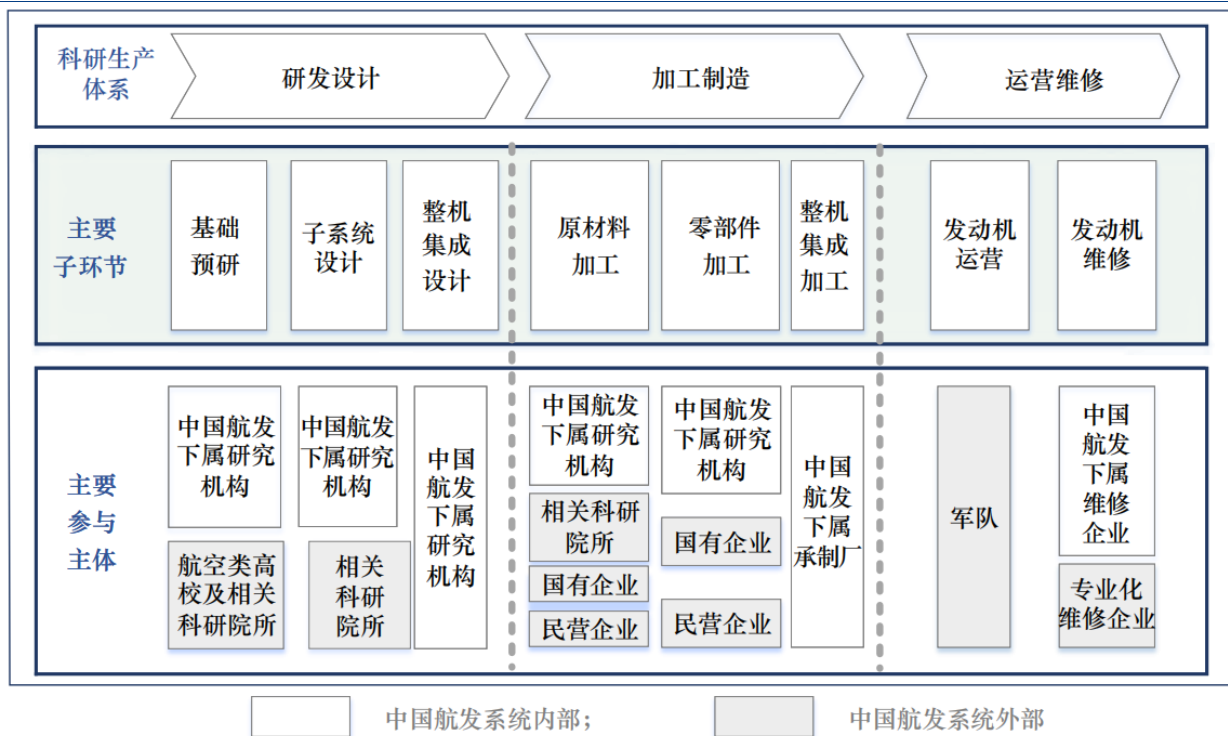 科研生产
体系
研发设计
加工制造
运营维修
主要
子环节
基础
预研
子系统
设计
整机
集成
设计
原材料
加工
零部件
加工
整机
集成
加工
发动机
运营
发动机
维修
主要
参与
主体
中国航发
下属研究
机构
航空类高
校及相关
科研院所
中国航发
下属研究
机构
相关
科研
院所
中国
航发
下属
研究
机构
中国航发
下属研究
机构
相关科研
院所
国有企业
民营企业
中国航发
下属研究
机构
国有企业
民营企业
中国
航发
下属
承制厂
军队
中国
航发
下属
维修
企业
专业化
维修企业
中国航发系统内部；
中国航发系统外部